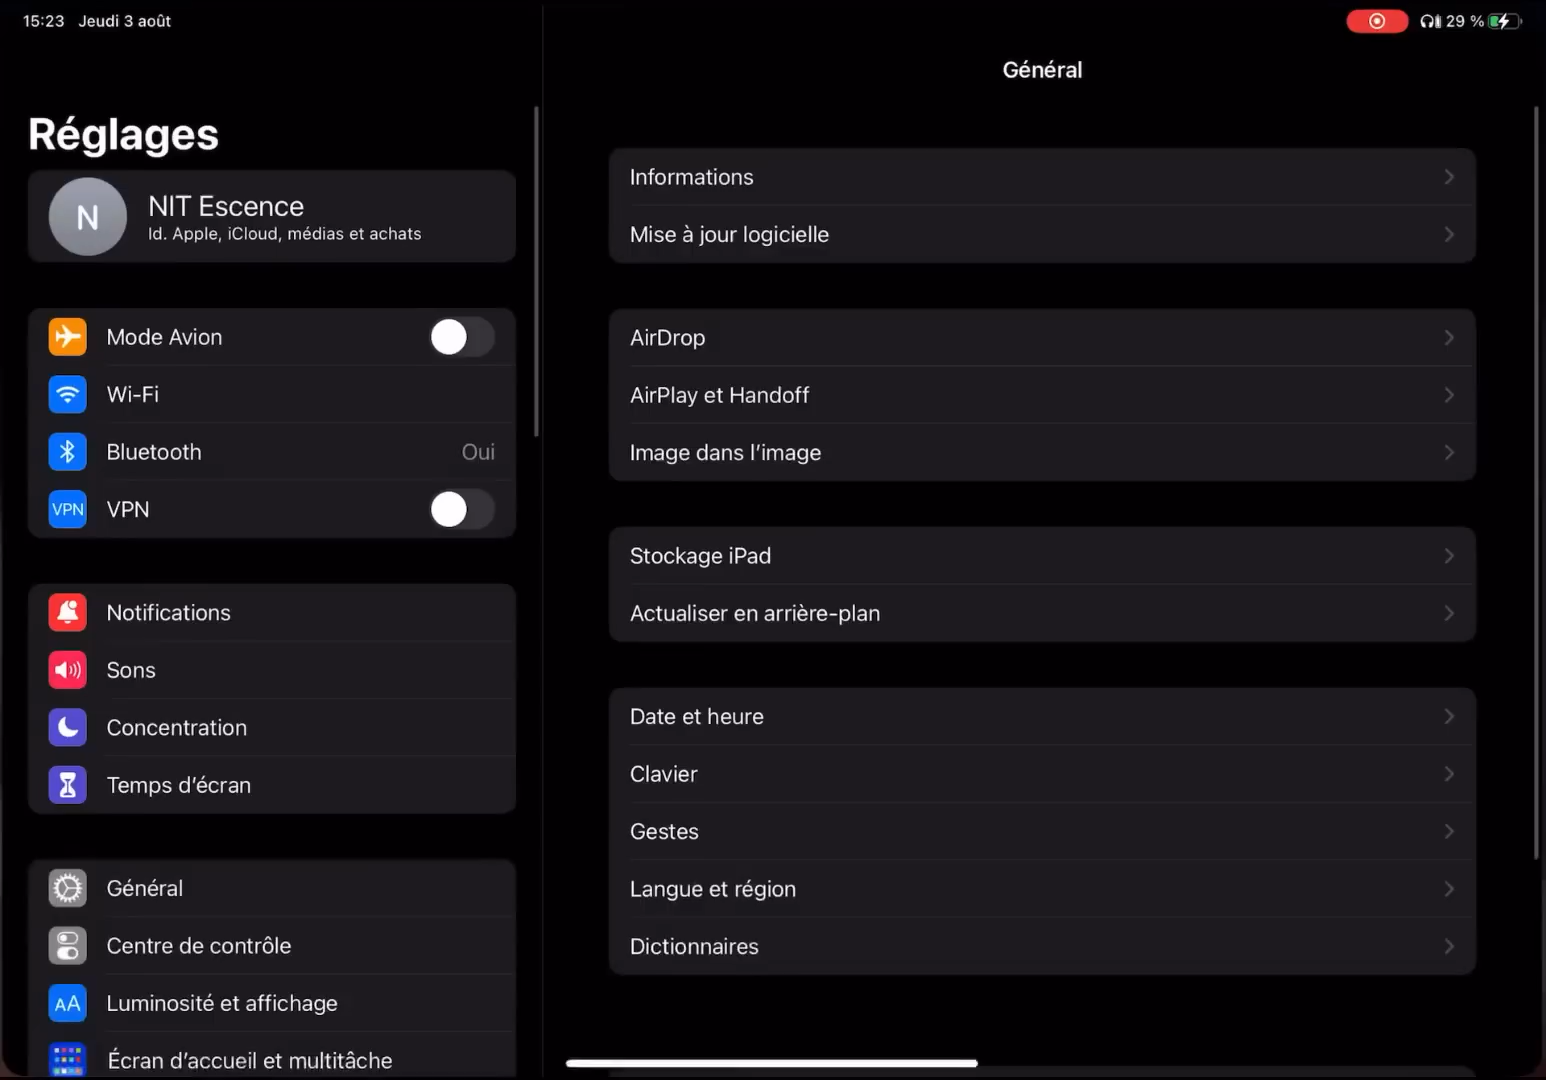 15:23 Jeudi 3 août
29 %
Réglages
N
NIT Escence
Id. Apple, iCloud, médias et achats
Mode Avion
Wi-Fi
Bluetooth Oui
VPN VPN
Notifications
Sons
Concentration
Temps d’écran
Général
Centre de contrôle
AA Luminosité et affichage
Écran d’accueil et multitâche
Général
Informations
Mise à jour logicielle
AirDrop
AirPlay et Handoff
Image dans l’image
Stockage iPad
Actualiser en arrière-plan
Date et heure
Clavier
Gestes
Langue et région
Dictionnaires